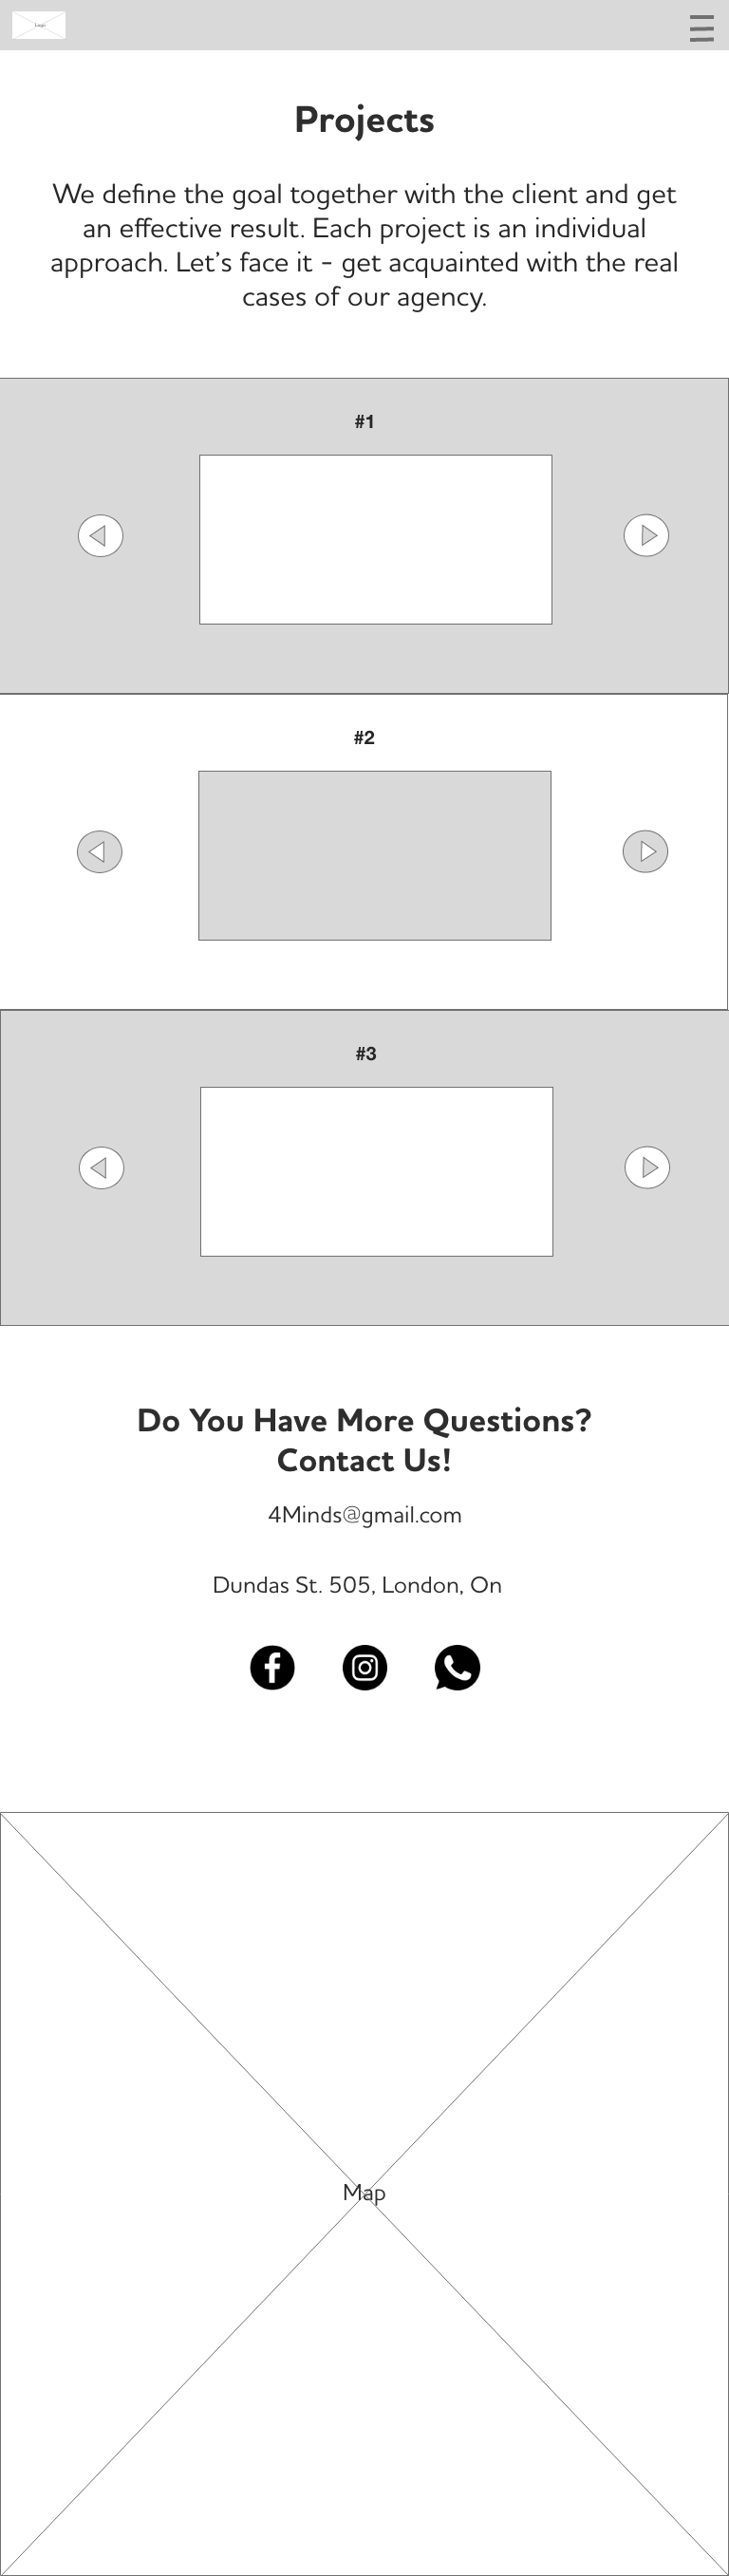 Logo
Projects
We define the goal together with the client and get
an effective result. Each project is an individual
approach. Let’s face it - get acquainted with the real
cases of our agency.
#1
#2
#3
Do You Have More Questions?
Contact Us!
4Minds@gmail.com
Dundas St. 505, London, On
Map